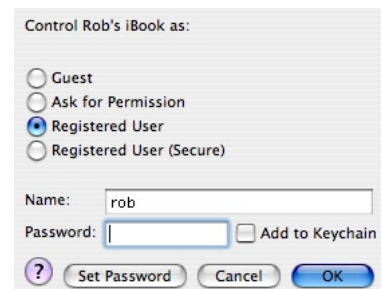 Control Rob's iBook as:
Guest
Ask for Permission
Registered User
Registered User (Secure)
Name: rob
Password: Add to Keychain
? Set Password Cancel OK